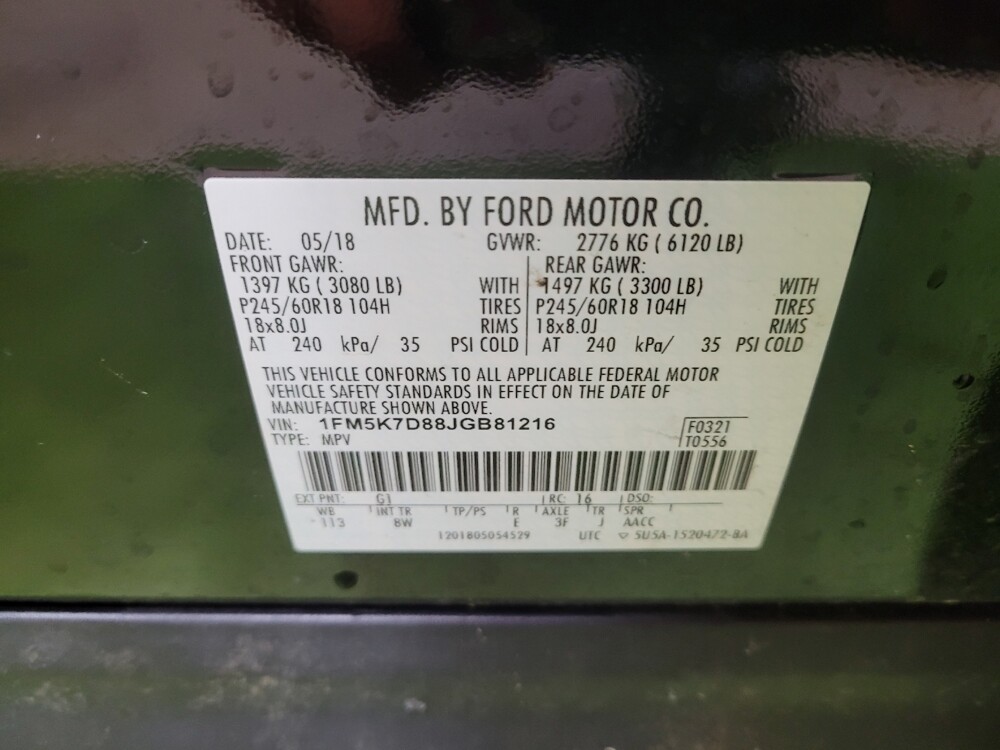 MFD. BY FORD MOTOR CO.
DATE: 05/18 GVWR: 2776 KG ( 6120 LB)
FRONT GAWR: REAR GAWR:
1397 KG ( 3080 LB) WITH 1497 KG ( 3300 LB) WITH
P245/60R18 104H TIRES P245/60R18 104H TIRES
18x8.0J RIMS 18x8.0J RIMS
AT 240 kPa/ 35 PSI COLD AT 240 kPa/ 35 PSI COLD
THIS VEHICLE CONFORMS TO ALL APPLICABLE FEDERAL MOTOR
VEHICLE SAFETY STANDARDS IN EFFECT ON THE DATE OF
MANUFACTURE SHOWN ABOVE.
VIN: 1FM5K7D88JGB81216 F0321
TYPE: MPV T0556
EXT PNT: G1 RC: 16 DSO:
WB INT TR TP/PS R AXLE TR SPR
113 8W E 3F J AACC
1201805054529 UTC 5U5A-1520472-BA